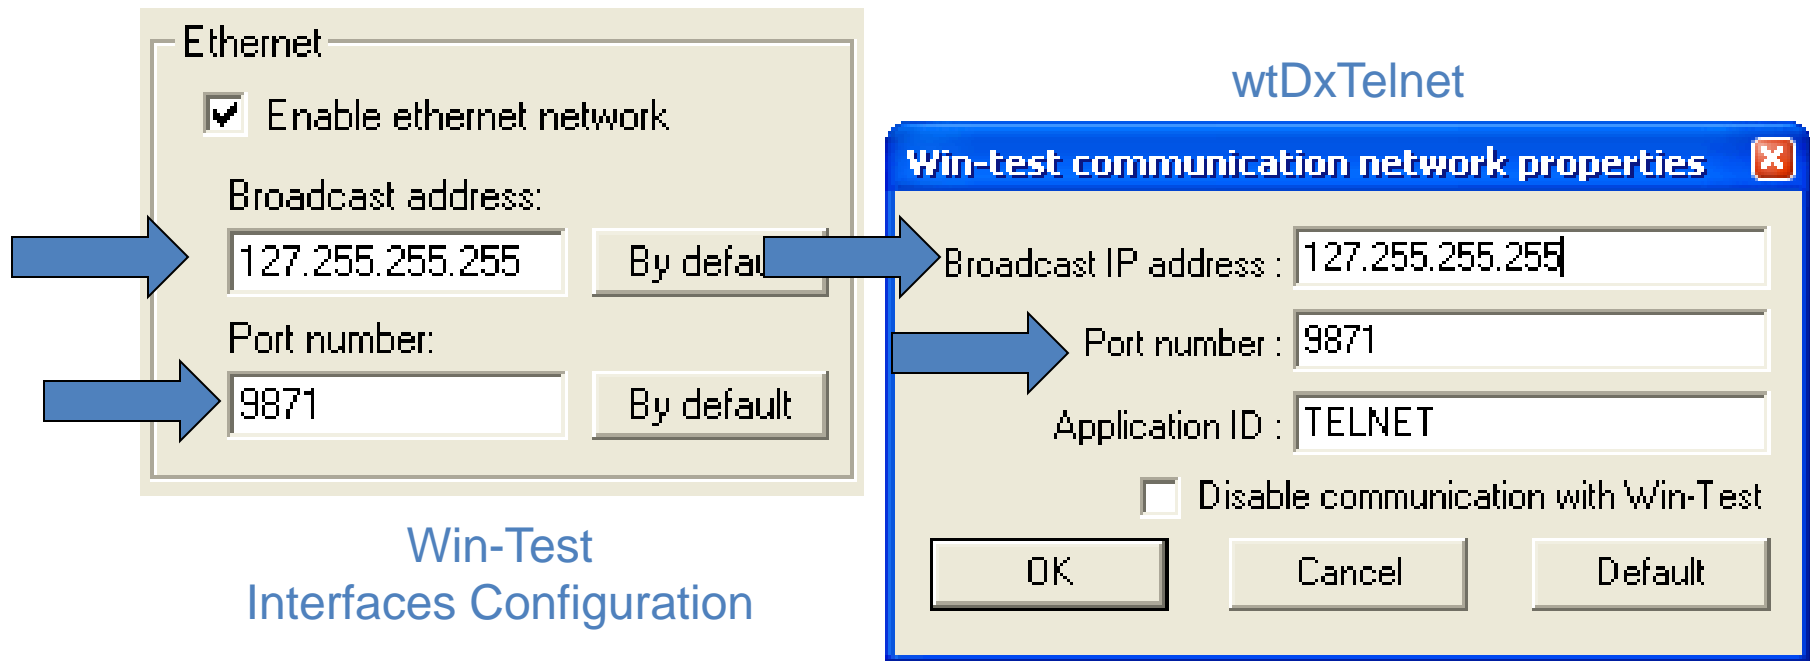 Ethernet
Enable ethernet network
Broadcast address:
127.255.255.255
By defau
Port number:
9871
By default
Win-Test
Interfaces Configuration
wtDxTelnet
Win-test communication network properties
Broadcast IP address : 127.255.255.255
Port number : 9871
Application ID : TELNET
Disable communication with Win-Test
OK Cancel Default